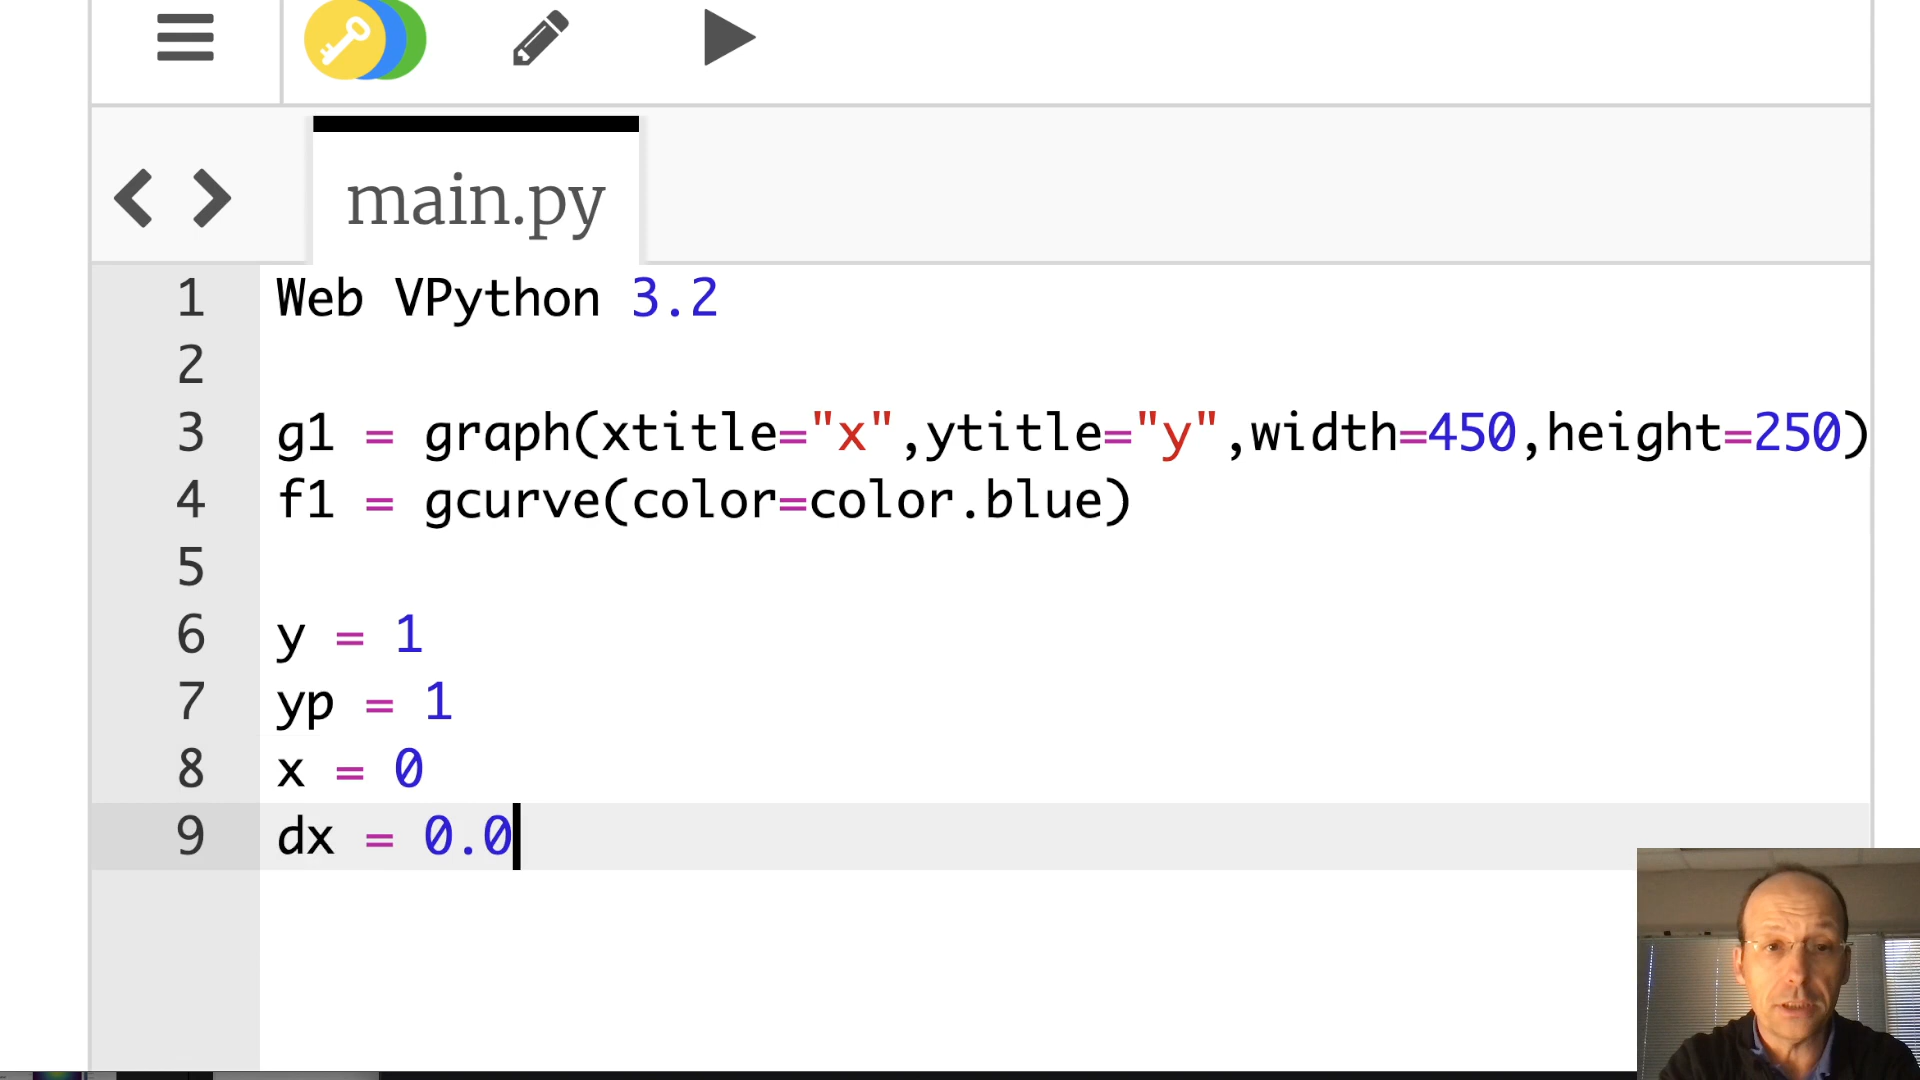 main.py
1 Web VPython 3.2
2
3 g1 = graph(xtitle="x",ytitle="y",width=450,height=250)
4 f1 = gcurve(color=color.blue)
5
6 y = 1
7 yp = 1
8 x = 0
9 dx = 0.0